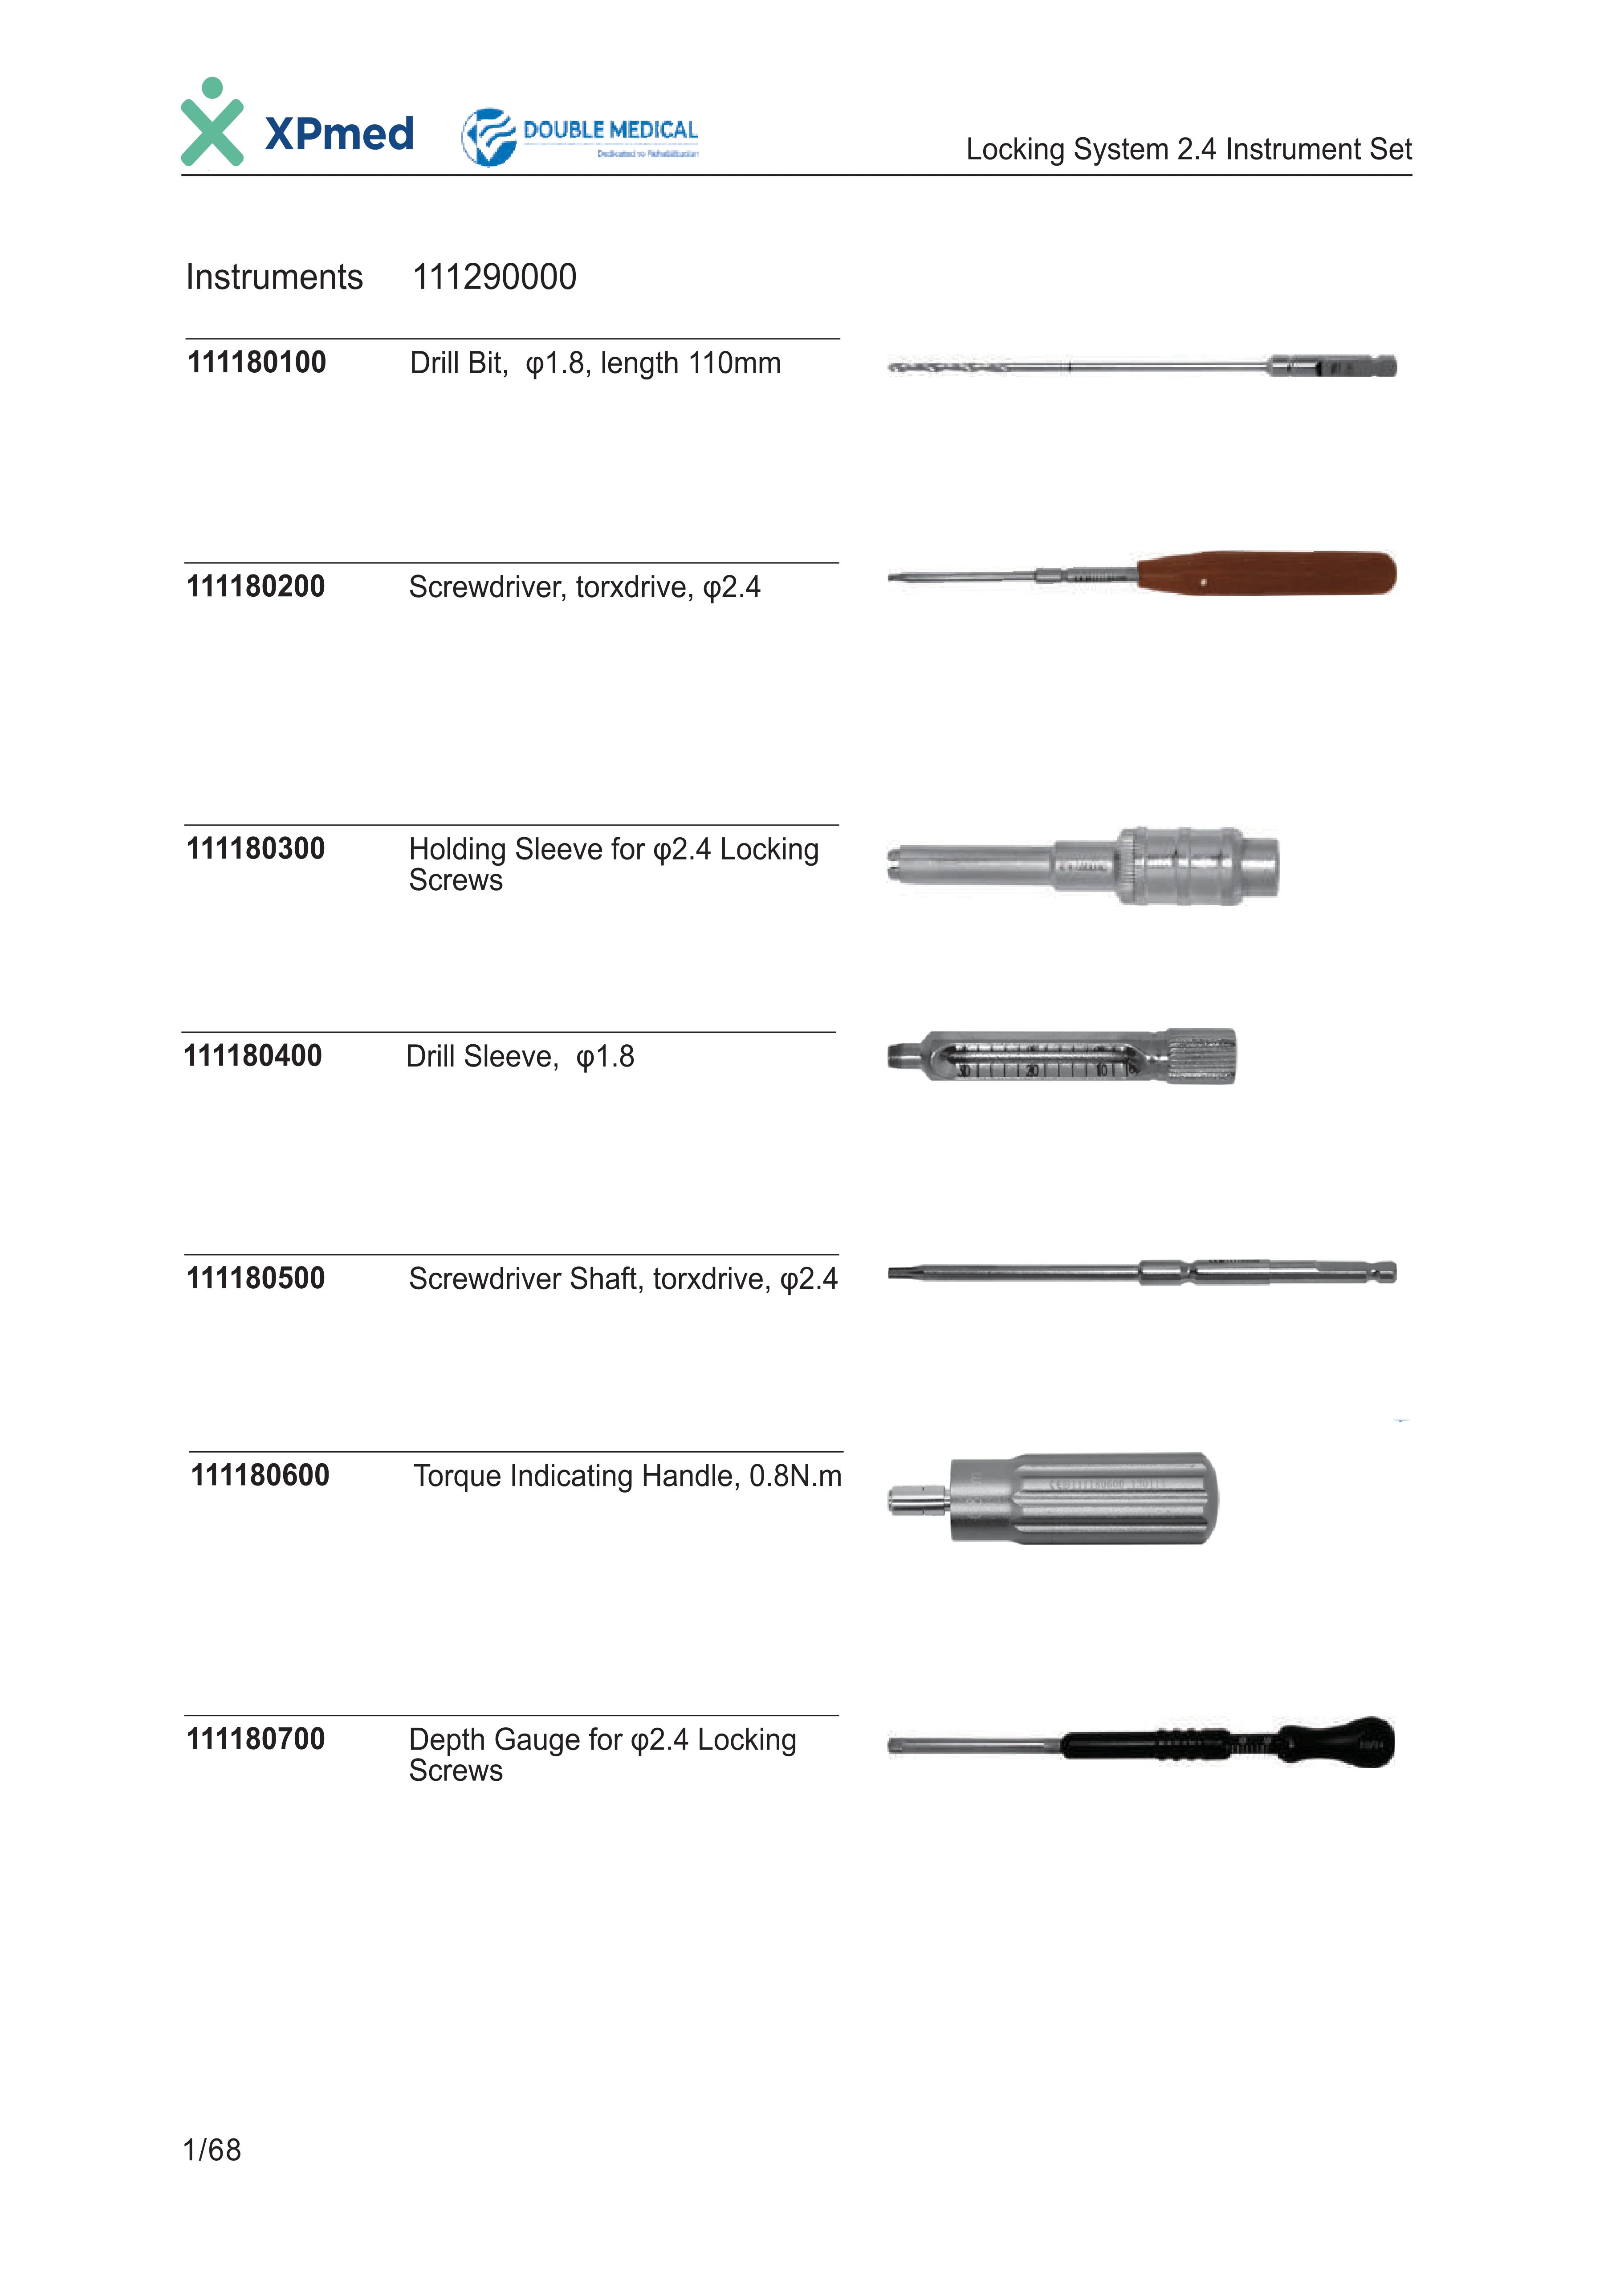 XPmed
DOUBLE MEDICAL
Dedicated to Rehabilitation
Locking System 2.4 Instrument Set
Instruments 111290000
111180100 Drill Bit, φ1.8, length 110mm
111180200 Screwdriver, torxdrive, φ2.4
111180300 Holding Sleeve for φ2.4 Locking
Screws
111180400 Drill Sleeve, φ1.8
30 20 10
111180500 Screwdriver Shaft, torxdrive, φ2.4
111180600 Torque Indicating Handle, 0.8N.m
111180700 Depth Gauge for φ2.4 Locking
Screws
1/68